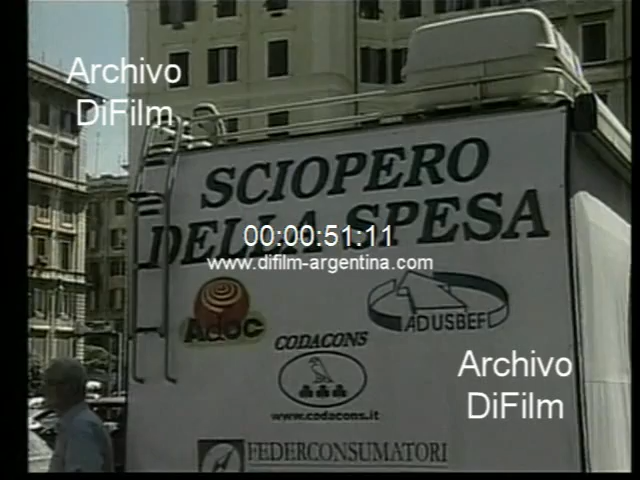 Archivo
DiFilm
SCIOPERO
DELLA SPESA
00:00:51:11
www.difilm-argentina.com
Adoc
ADUSBEF
CODACONS
www.codacons.it
Archivo
DiFilm
FEDERCONSUMATORI